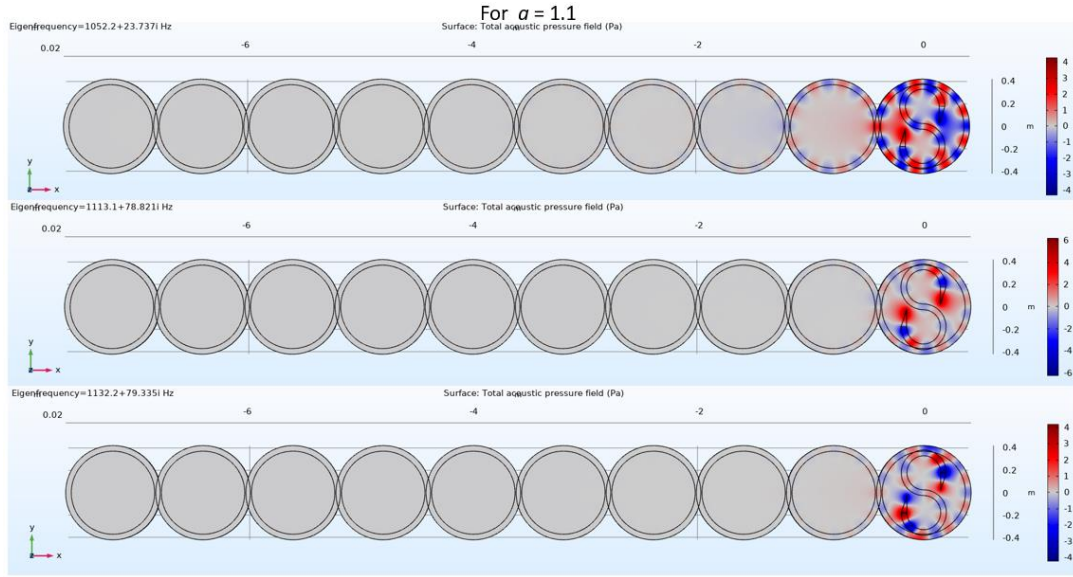 For a = 1.1
Eigenfrequency=1052.2+23.737i Hz
Surface: Total acoustic pressure field (Pa)
0.02 -6 -4 -2 0
4
3
2
1
0
-1
-2
-3
-4
0.4
0.2
0 m
-0.2
-0.4
y
x
Eigenfrequency=1113.1+78.821i Hz
Surface: Total acoustic pressure field (Pa)
0.02 -6 -4 -2 0
6
4
2
0
-2
-4
-6
0.4
0.2
0 m
-0.2
-0.4
y
x
Eigenfrequency=1132.2+79.335i Hz
Surface: Total acoustic pressure field (Pa)
0.02 -6 -4 -2 0
4
3
2
1
0
-1
-2
-3
-4
0.4
0.2
0 m
-0.2
-0.4
y
x